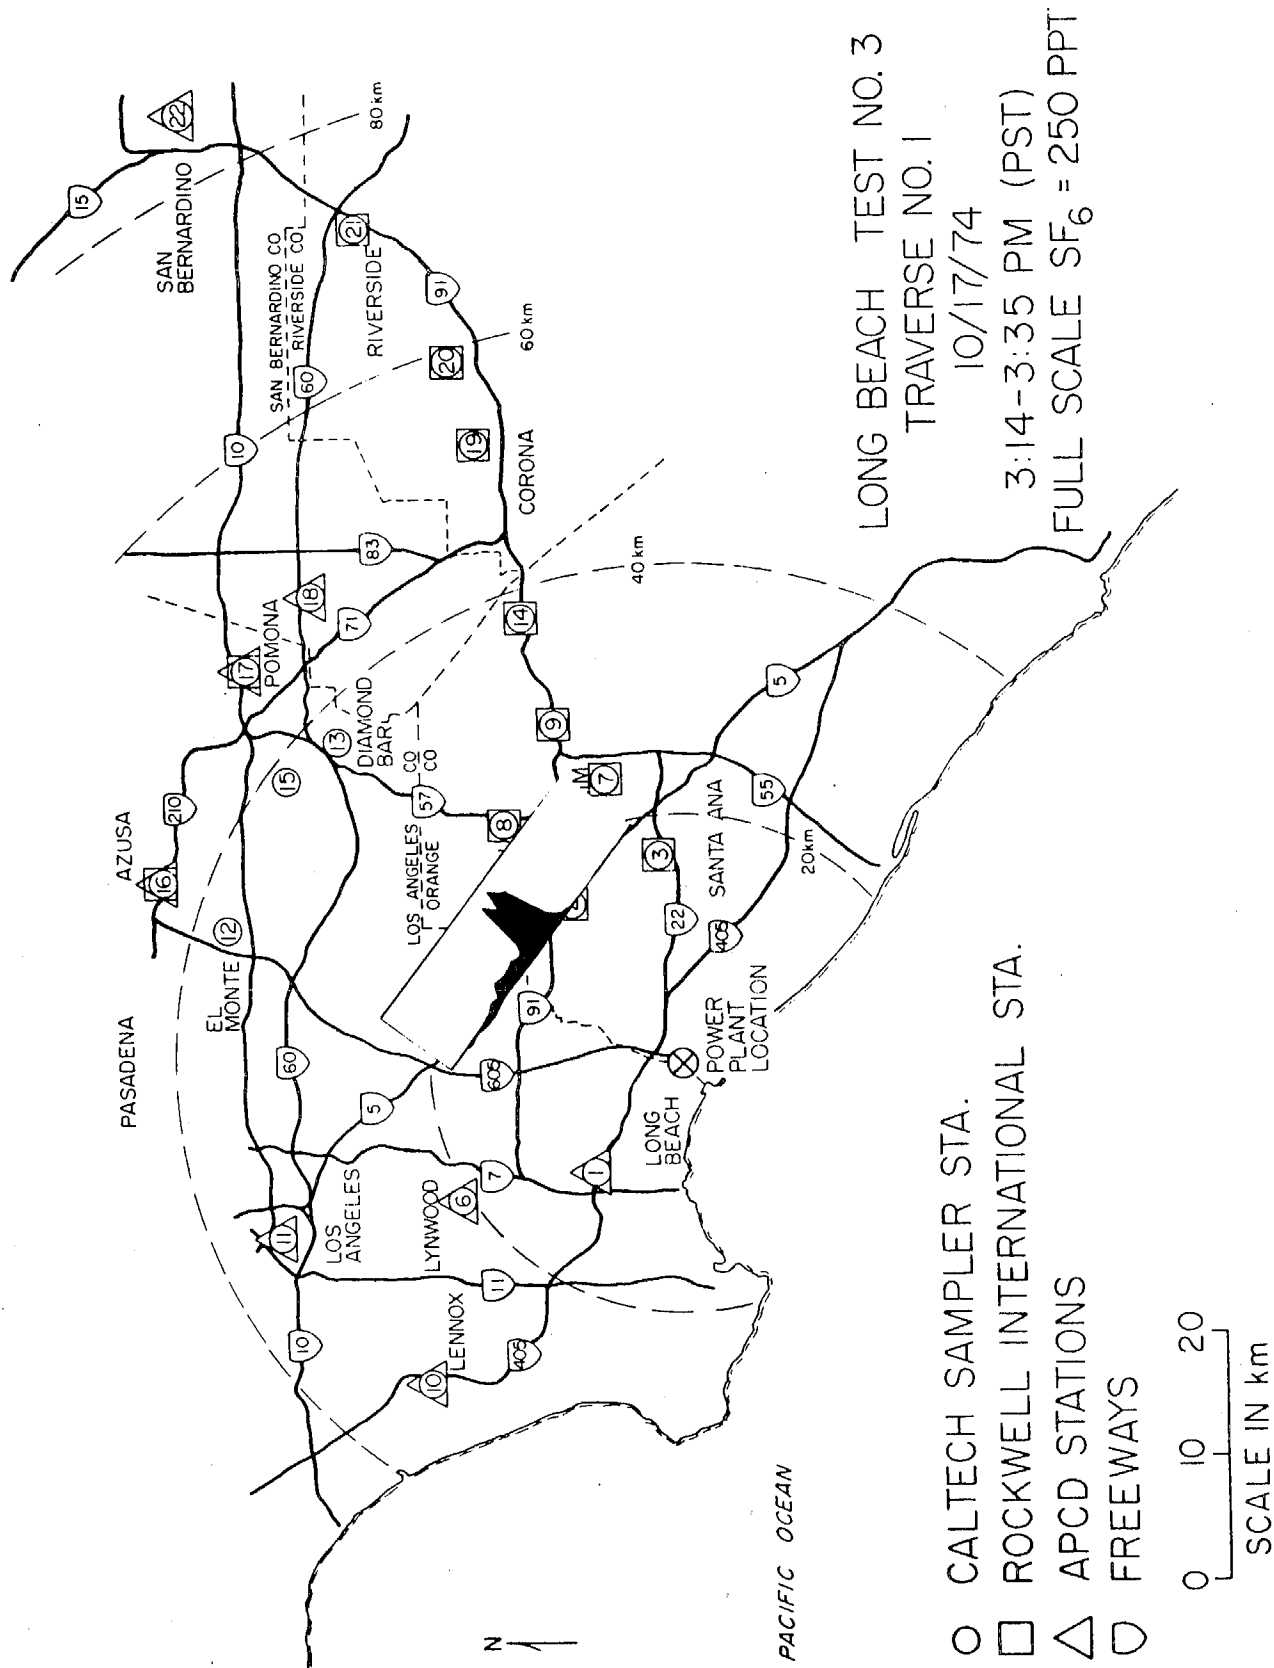 SAN
BERNARDINO
15
22
80 km
PASADENA
AZUSA
210
16
12
EL
MONTE
15
17
POMONA
10
SAN BERNARDINO CO
RIVERSIDE CO
60
18
83
21
RIVERSIDE
91
20
60 km
19
CORONA
71
13
DIAMOND
BAR
CO
CO
57
LOS ANGELES
ORANGE
8
14
9
40 km
M
7
60
5
11
LOS
ANGELES
10
LYNWOOD
6
7
605
91
11
LENNOX
10
405
1
LONG
BEACH
3
22
SANTA ANA
55
5
20km
405
POWER
PLANT
LOCATION
N
PACIFIC OCEAN
LONG BEACH TEST NO. 3
TRAVERSE NO. 1
10/17/74
3:14-3:35 PM (PST)
FULL SCALE SF6 = 250 PPT
CALTECH SAMPLER STA.
ROCKWELL INTERNATIONAL STA.
APCD STATIONS
FREEWAYS
0 10 20
SCALE IN km